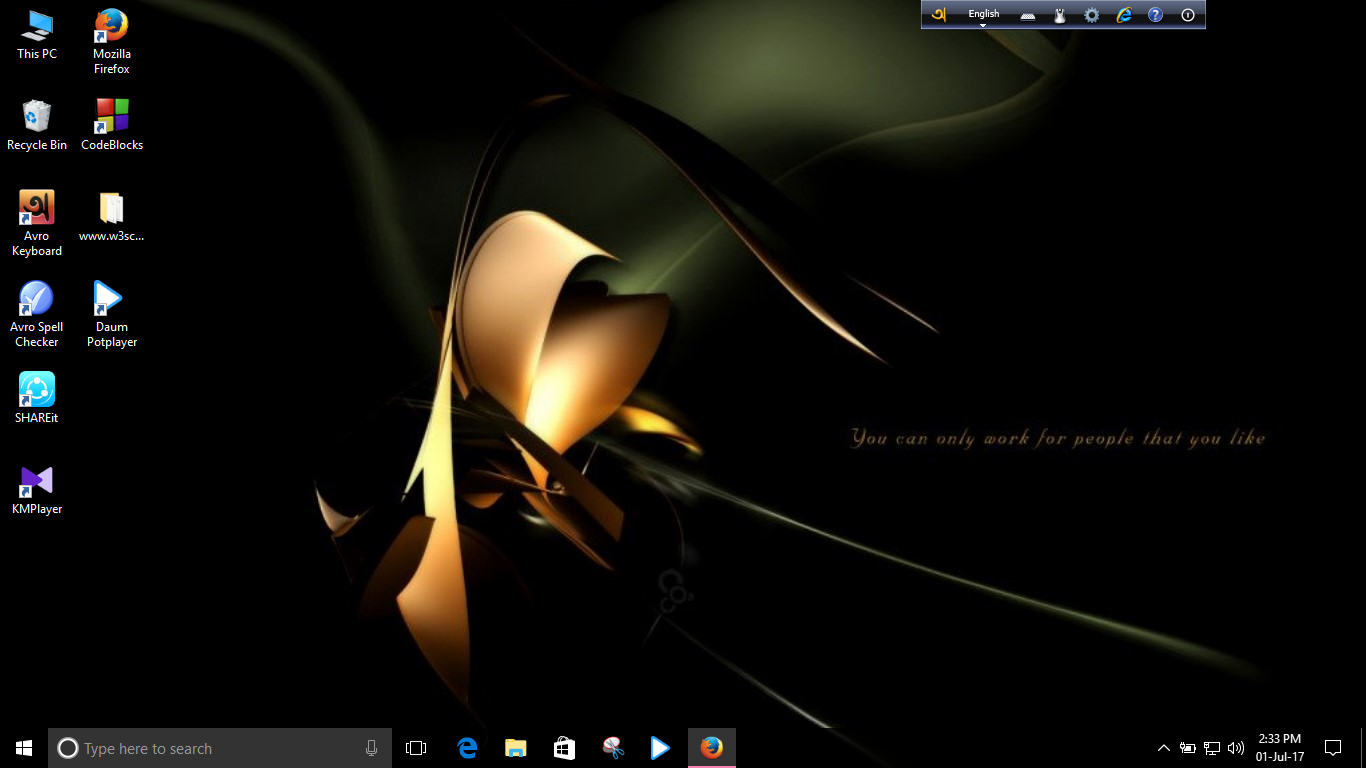 This PC
Mozilla
Firefox
Recycle Bin
CodeBlocks
Avro
Keyboard
www.w3sc...
Avro Spell
Checker
Daum
Potplayer
SHAREit
KMPlayer
English
You can only work for people that you like
Type here to search
2:33 PM
01-Jul-17